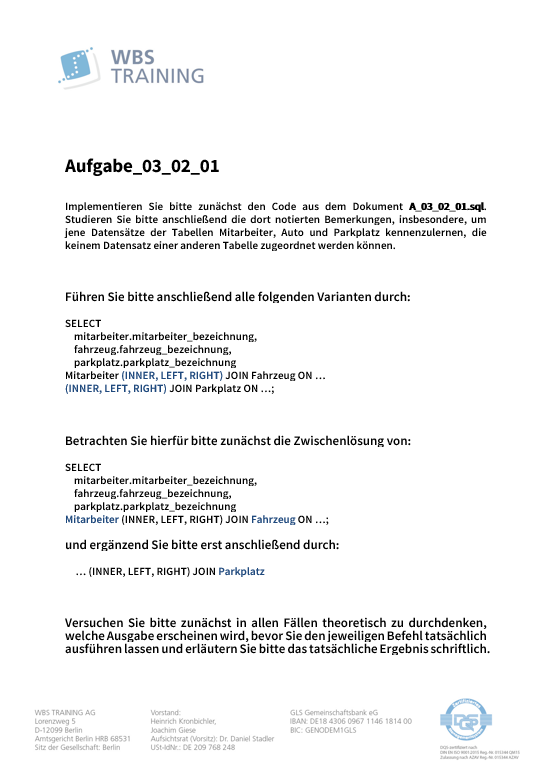 WBS
TRAINING
Aufgabe_03_02_01
Implementieren Sie bitte zunächst den Code aus dem Dokument A_03_02_01.sql.
Studieren Sie bitte anschließend die dort notierten Bemerkungen, insbesondere, um
jene Datensätze der Tabellen Mitarbeiter, Auto und Parkplatz kennenzulernen, die
keinem Datensatz einer anderen Tabelle zugeordnet werden können.
Führen Sie bitte anschließend alle folgenden Varianten durch:
SELECT
mitarbeiter.mitarbeiter_bezeichnung,
fahrzeug.fahrzeug_bezeichnung,
parkplatz.parkplatz_bezeichnung
Mitarbeiter (INNER, LEFT, RIGHT) JOIN Fahrzeug ON …
(INNER, LEFT, RIGHT) JOIN Parkplatz ON …;
Betrachten Sie hierfür bitte zunächst die Zwischenlösung von:
SELECT
mitarbeiter.mitarbeiter_bezeichnung,
fahrzeug.fahrzeug_bezeichnung,
parkplatz.parkplatz_bezeichnung
Mitarbeiter (INNER, LEFT, RIGHT) JOIN Fahrzeug ON …;
und ergänzend Sie bitte erst anschließend durch:
… (INNER, LEFT, RIGHT) JOIN Parkplatz
Versuchen Sie bitte zunächst in allen Fällen theoretisch zu durchdenken,
welche Ausgabe erscheinen wird, bevor Sie den jeweiligen Befehl tatsächlich
ausführen lassen und erläutern Sie bitte das tatsächliche Ergebnis schriftlich.
WBS TRAINING AG
Lorenzweg 5
D-12099 Berlin
Amtsgericht Berlin HRB 68531
Sitz der Gesellschaft: Berlin
Vorstand:
Heinrich Kronbichler,
Joachim Giese
Aufsichtsrat (Vorsitz): Dr. Daniel Stadler
USt-IdNr.: DE 209 768 248
GLS Gemeinschaftsbank eG
IBAN: DE18 4306 0967 1146 1814 00
BIC: GENODEM1GLS
DQS